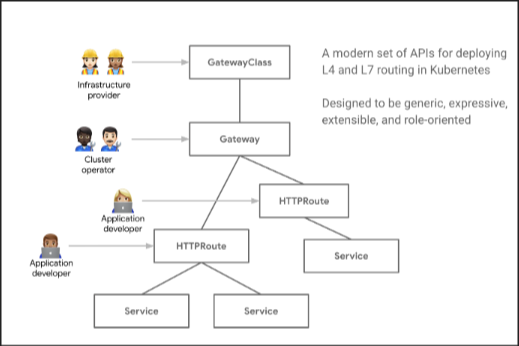 GatewayClass
A modern set of APIs for deploying
L4 and L7 routing in Kubernetes
Infrastructure
provider
Designed to be generic, expressive,
extensible, and role-oriented
Gateway
Cluster
operator
HTTPRoute
Application
developer
HTTPRoute
Service
Application
developer
Service
Service